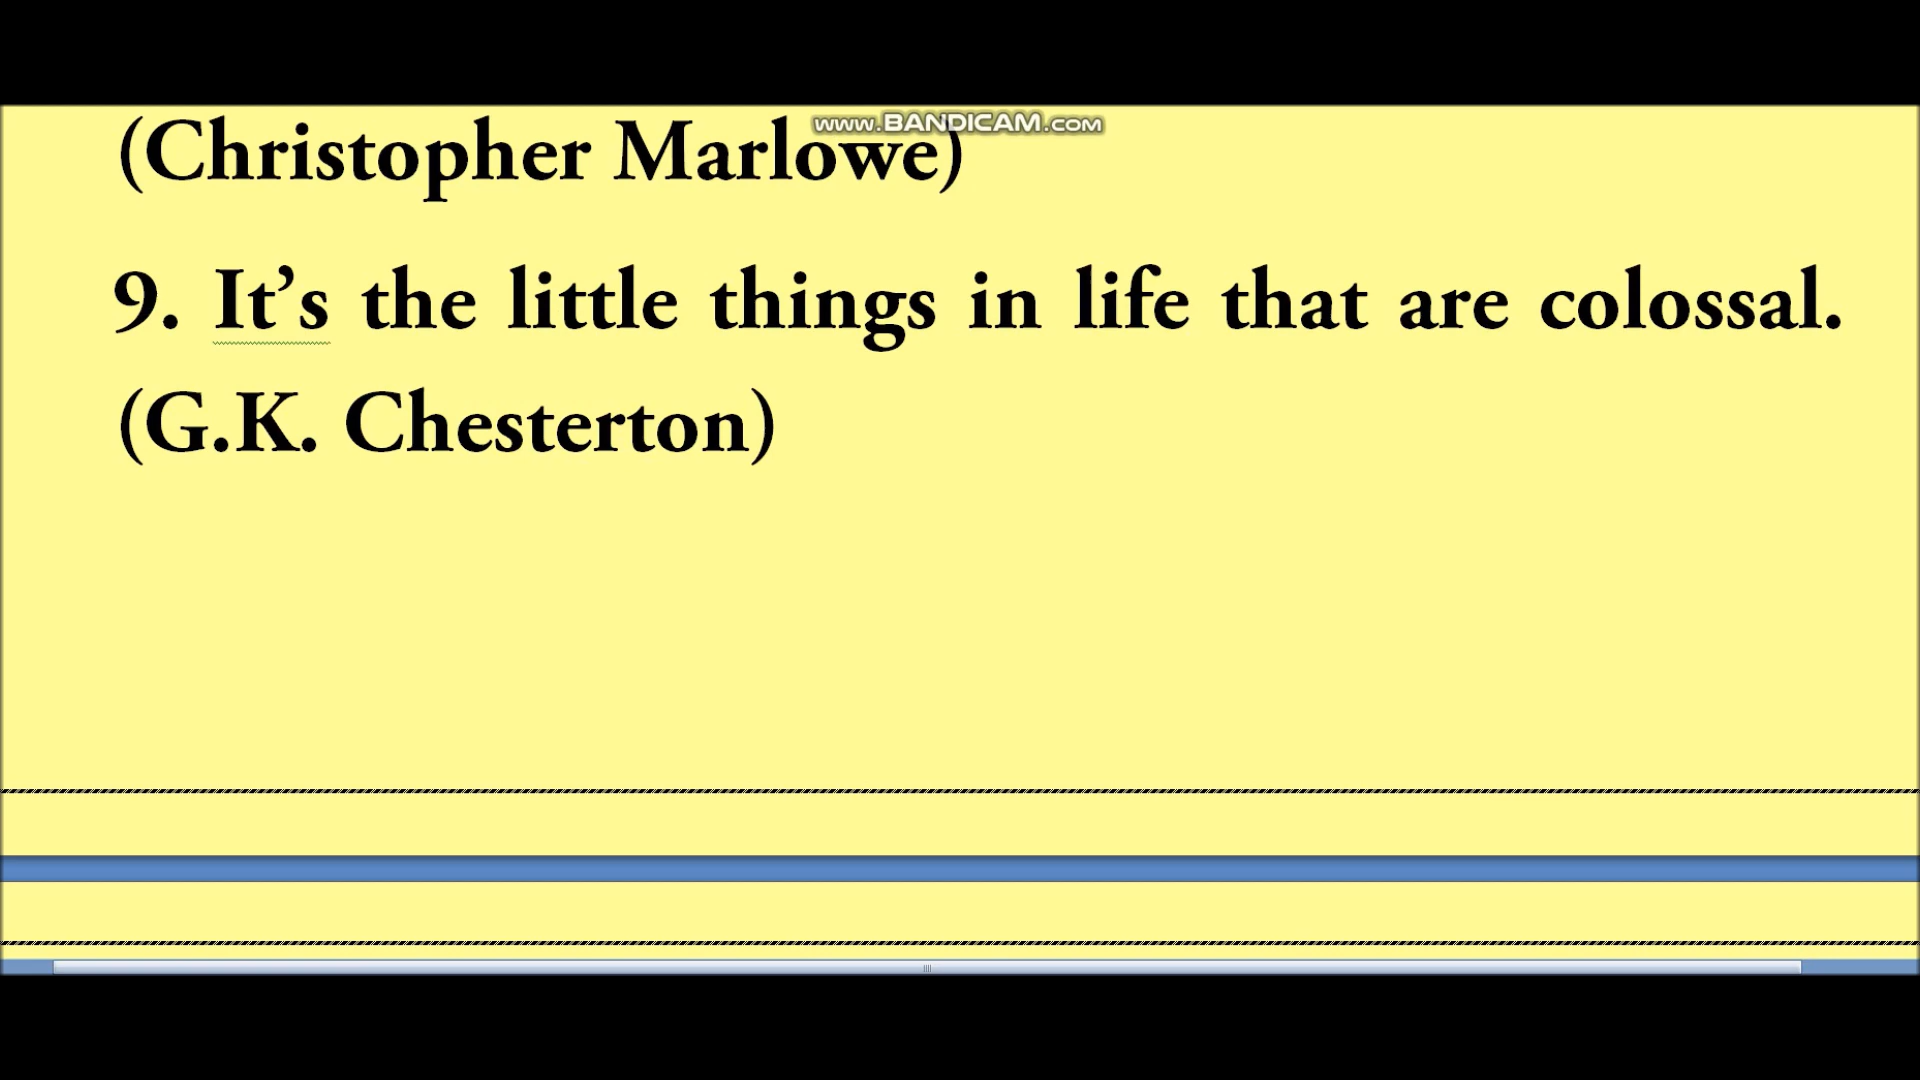 www.BANDICAM.com
(Christopher Marlowe)
9. It’s the little things in life that are colossal.
(G.K. Chesterton)